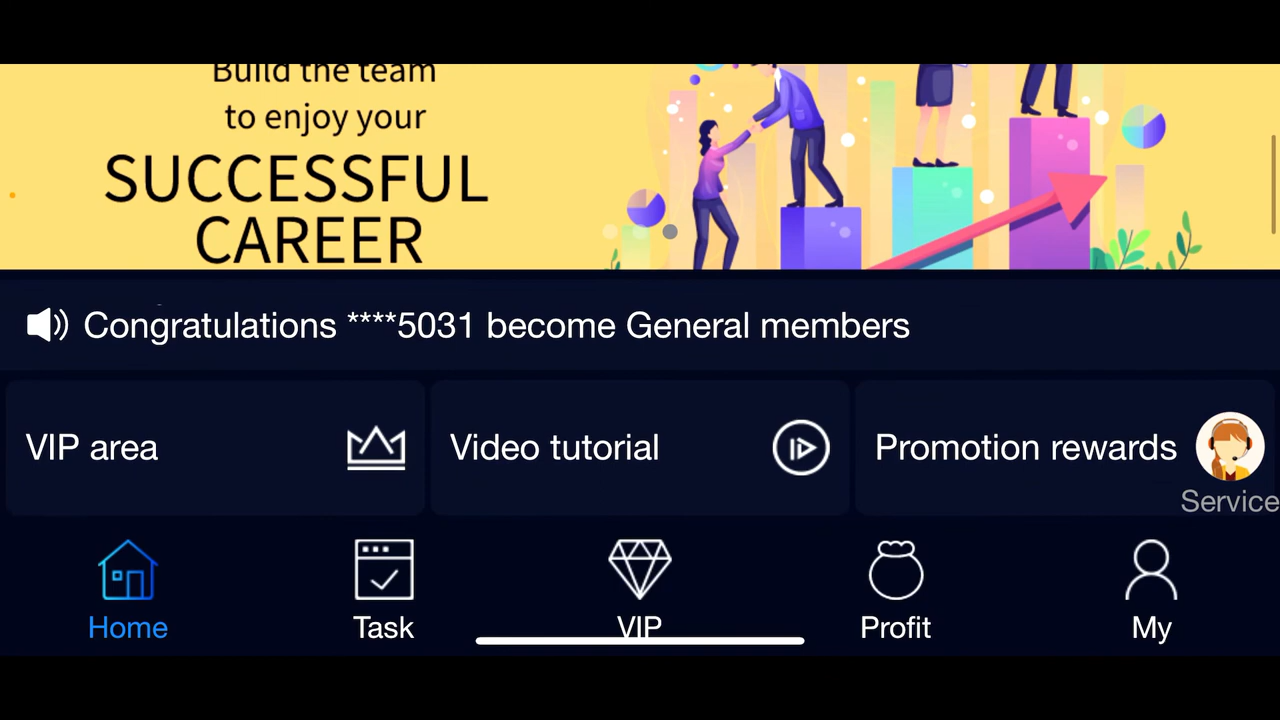 Build the team
to enjoy your
SUCCESSFUL
CAREER
Congratulations ****5031 become General members
VIP area
Video tutorial
Promotion rewards
Service
Home
Task
VIP
Profit
My